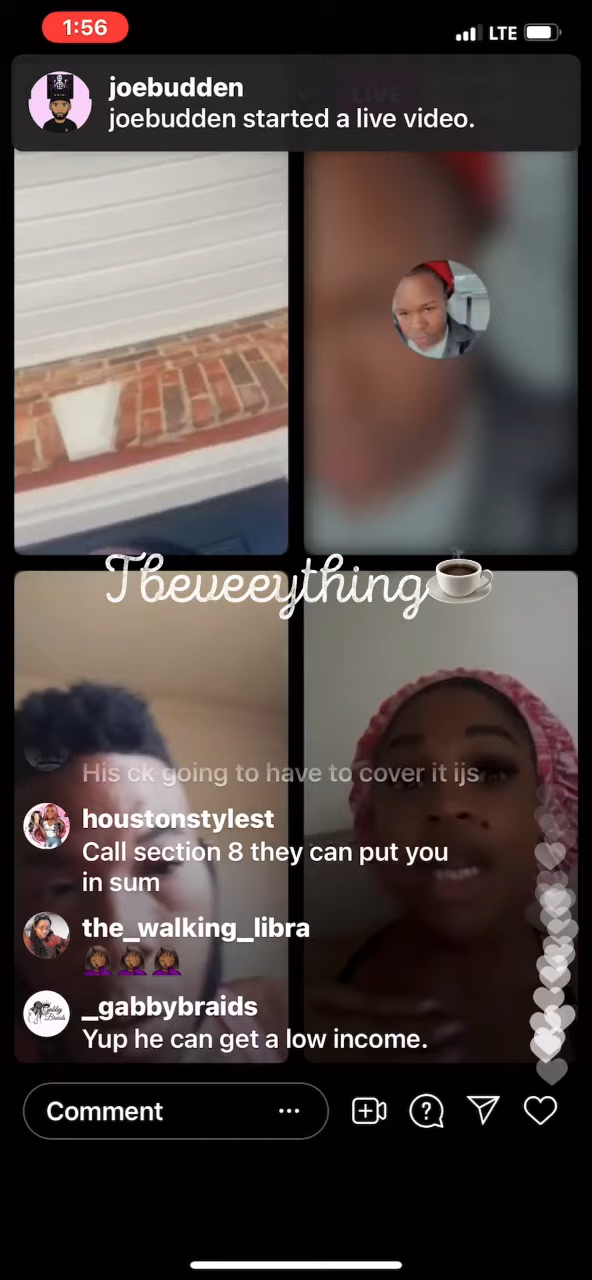 1:56
LTE
joebudden
joebudden started a live video.
LIVE
Tbeveeything☕
His ck going to have to cover it ijs
houstonstylest
Call section 8 they can put you
in sum
the_walking_libra
🤦🏾‍♀️🤦🏾‍♀️🤦🏾‍♀️
_gabbybraids
Yup he can get a low income.
Comment